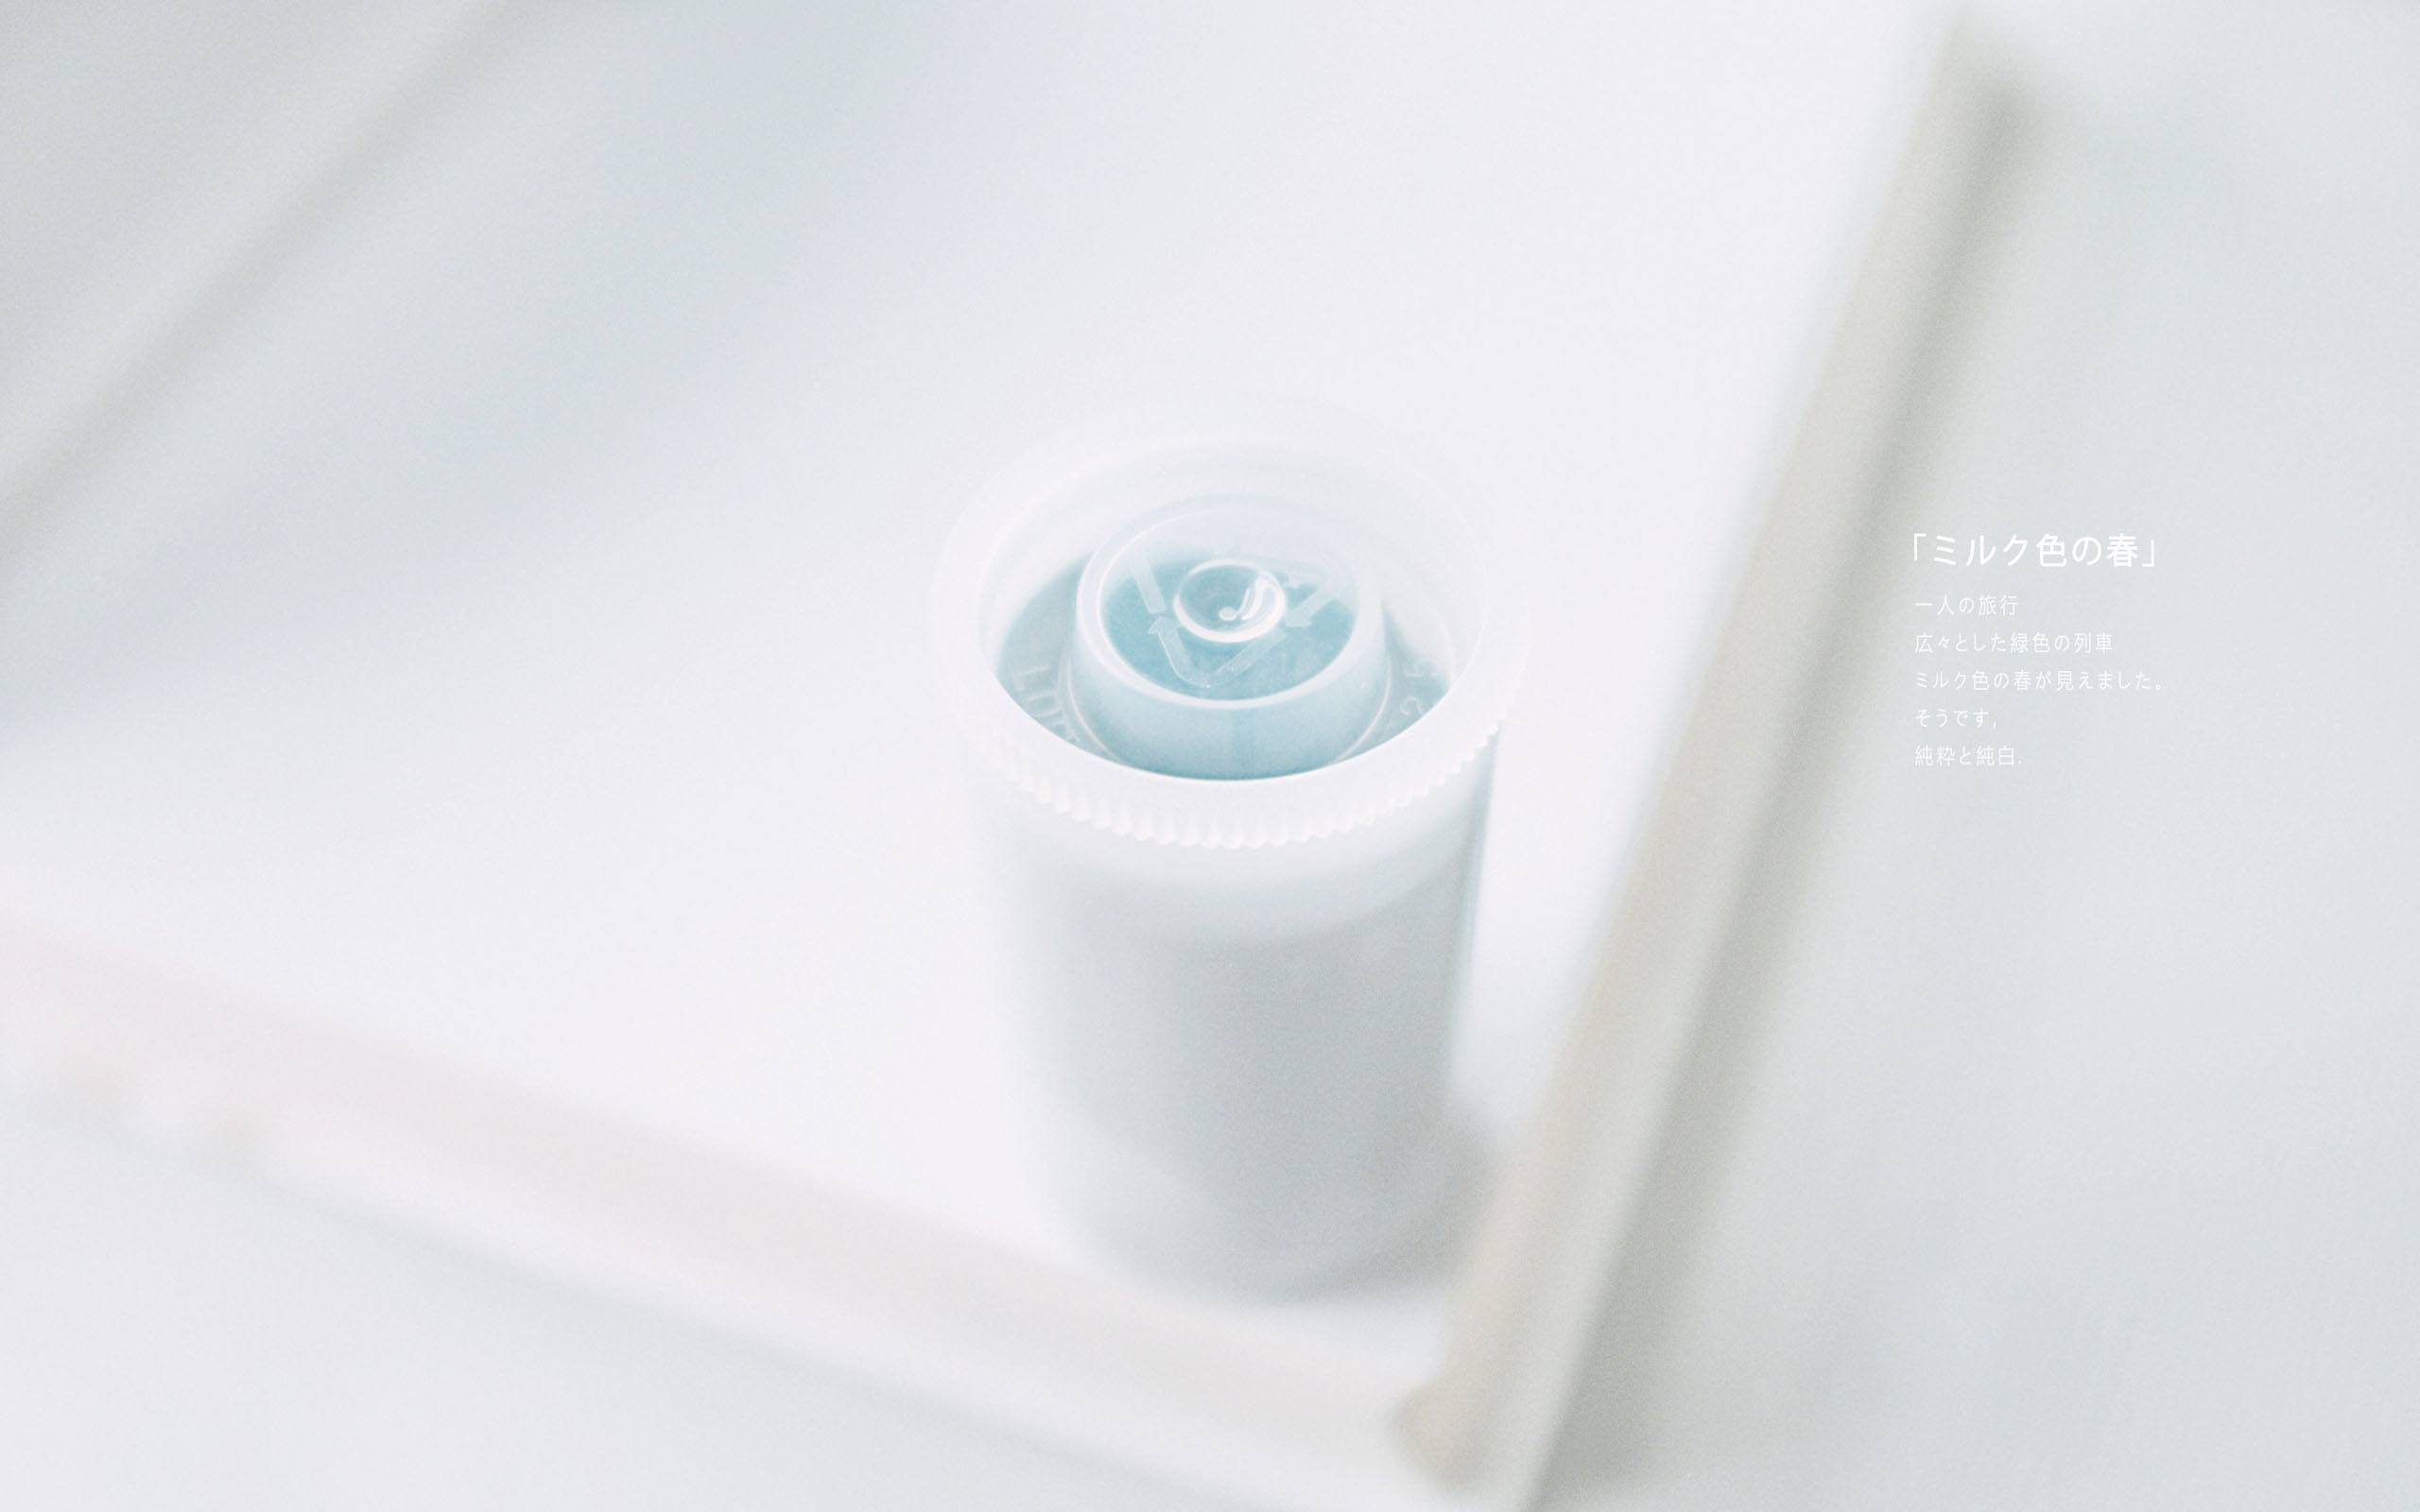 「ミルク色の春」
一人の旅行
広々とした緑色の列車
ミルク色の春が見えました。
そうです,
純粋と純白.